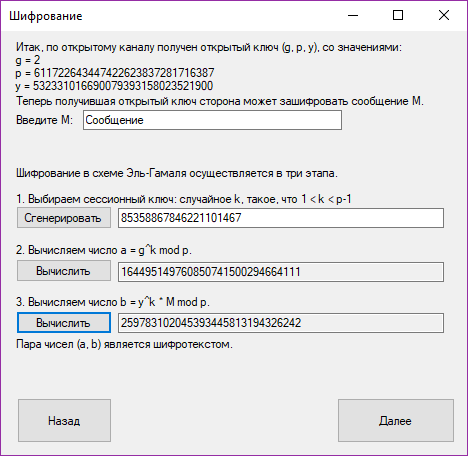 Шифрование
Итак, по открытому каналу получен открытый ключ (g, p, y), со значениями:
g = 2
p = 611722643447422623837281716387
y = 532331016690079393158023521900
Теперь получившая открытый ключ сторона может зашифровать сообщение M.
Введите M: Сообщение
Шифрование в схеме Эль-Гамаля осуществляется в три этапа.
1. Выбираем сессионный ключ: случайное k, такое, что 1 < k < p-1
Сгенерировать 85358867846221101467
2. Вычисляем число a = g^k mod p.
Вычислить 164495149760850741500294664111
3. Вычисляем число b = y^k * M mod p.
Вычислить 259783102045393445813194326242
Пара чисел (a, b) является шифротекстом.
Назад Далее